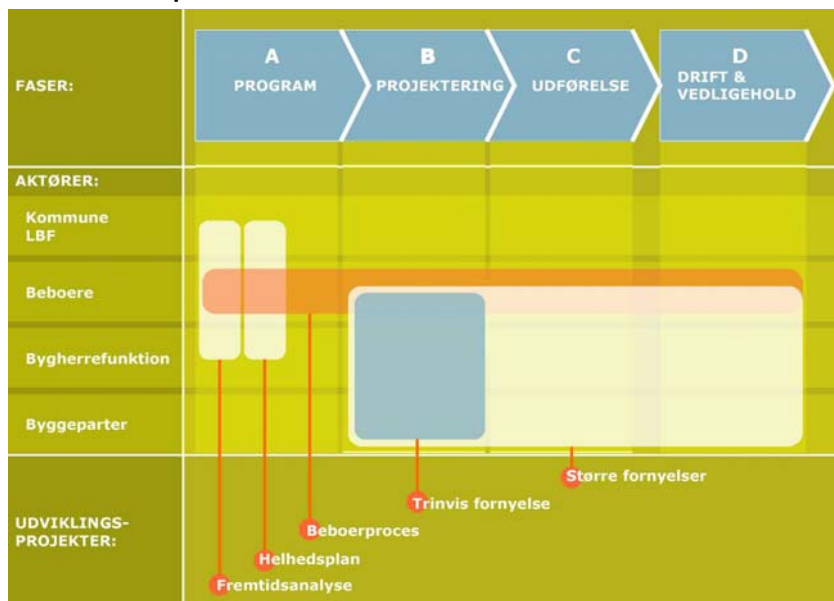 FASER:
A
PROGRAM
B
PROJEKTERING
C
UDFØRELSE
D
DRIFT &
VEDLIGEHOLD
AKTØRER:
Kommune
LBF
Beboere
Bygherrefunktion
Byggeparter
UDVIKLINGS-
PROJEKTER:
Større fornyelser
Trinvis fornyelse
Beboerproces
Helhedsplan
Fremtidsanalyse